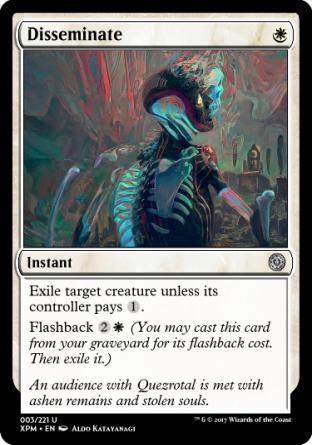 Disseminate
Instant
Exile target creature unless its
controller pays 1.
Flashback 2 (You may cast this card
from your graveyard for its flashback cost.
Then exile it.)
An audience with Quezrotal is met with
ashen remains and stolen souls.
003/221 U
XPM • EN Aldo Katayanagi
™ & © 2017 Wizards of the Coast